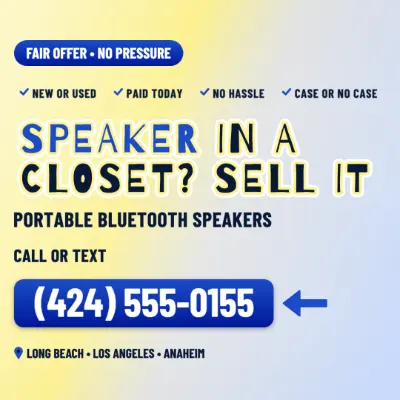 FAIR OFFER • NO PRESSURE
NEW OR USED PAID TODAY NO HASSLE CASE OR NO CASE
SPEAKER IN A
CLOSET? SELL IT
PORTABLE BLUETOOTH SPEAKERS
CALL OR TEXT
(424) 555-0155
LONG BEACH • LOS ANGELES • ANAHEIM